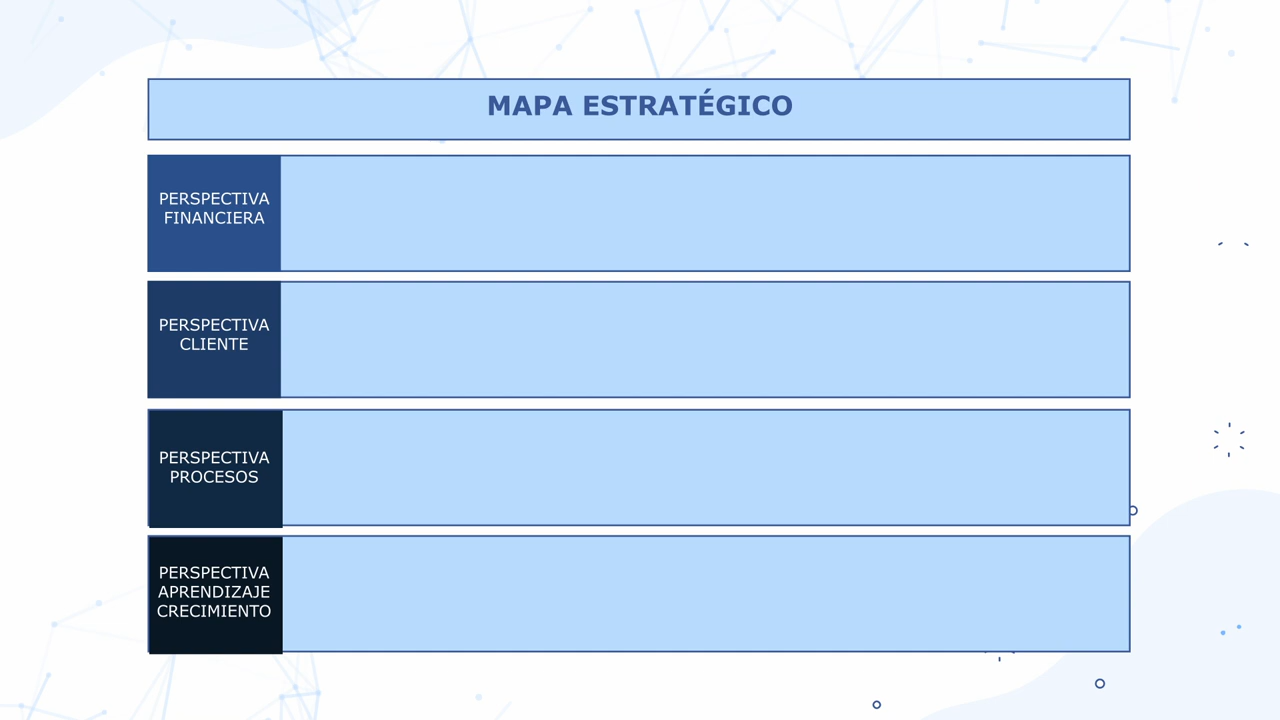 MAPA ESTRATÉGICO
PERSPECTIVA
FINANCIERA
PERSPECTIVA
CLIENTE
PERSPECTIVA
PROCESOS
PERSPECTIVA
APRENDIZAJE
CRECIMIENTO